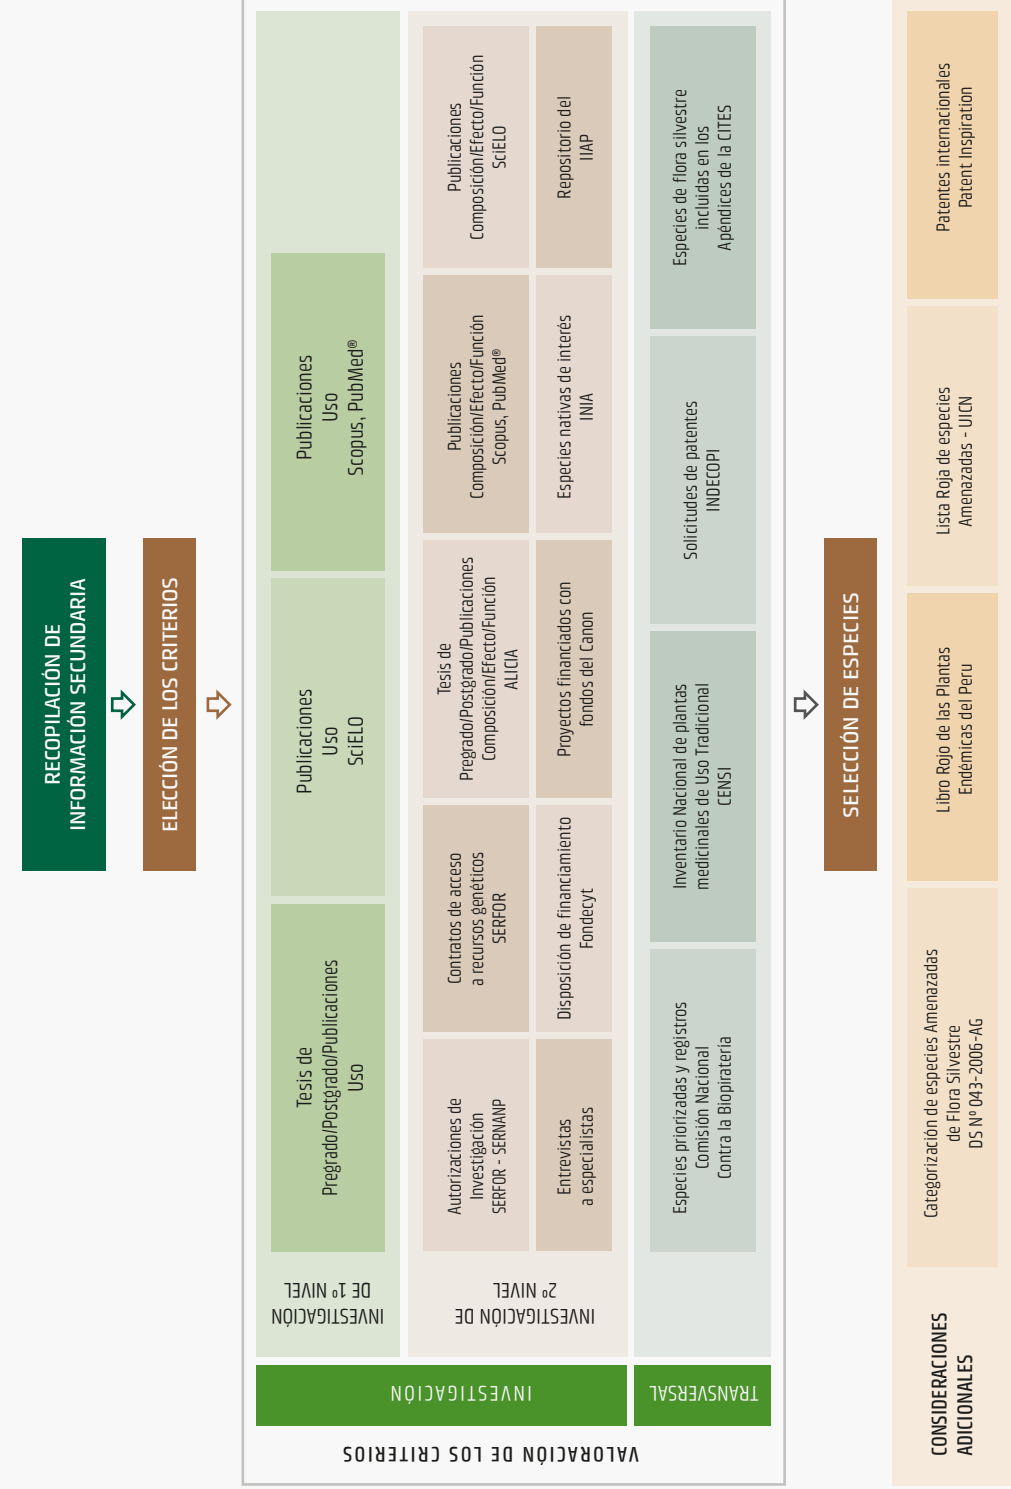 RECOPILACIÓN DE
INFORMACIÓN SECUNDARIA
ELECCIÓN DE LOS CRITERIOS
VALORACIÓN DE LOS CRITERIOS
INVESTIGACIÓN
INVESTIGACIÓN
DE 1º NIVEL
Tesis de
Pregrado/Postgrado/Publicaciones
Uso
Publicaciones
Uso
SciELO
Publicaciones
Uso
Scopus, PubMed®
INVESTIGACIÓN DE
2º NIVEL
Autorizaciones de
Investigación
SERFOR - SERNANP
Contratos de acceso
a recursos genéticos
SERFOR
Tesis de
Pregrado/Postgrado/Publicaciones
Composición/Efecto/Función
ALICIA
Publicaciones
Composición/Efecto/Función
Scopus, PubMed®
Publicaciones
Composición/Efecto/Función
SciELO
Entrevistas
a especialistas
Disposición de financiamiento
Fondecyt
Proyectos financiados con
fondos del Canon
Especies nativas de interés
INIA
Repositorio del
IIAP
TRANSVERSAL
Especies priorizadas y registros
Comisión Nacional
Contra la Biopiratería
Inventario Nacional de plantas
medicinales de Uso Tradicional
CENSI
Solicitudes de patentes
INDECOPI
Especies de flora silvestre
incluidas en los
Apéndices de la CITES
SELECCIÓN DE ESPECIES
CONSIDERACIONES
ADICIONALES
Categorización de especies Amenazadas
de Flora Silvestre
DS Nº 043-2006-AG
Libro Rojo de las Plantas
Endémicas del Peru
Lista Roja de especies
Amenazadas - UICN
Patentes internacionales
Patent Inspiration